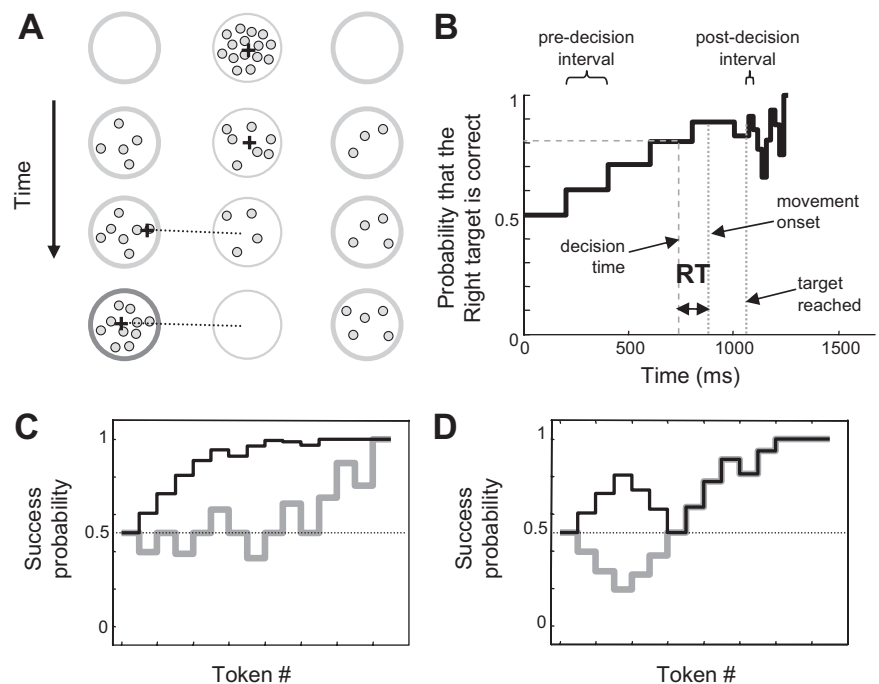 A
Time
B
pre-decision
interval
post-decision
interval
Probability that the
Right target is correct
1
0.5
0
decision
time
RT
movement
onset
target
reached
0
500
1000
1500
Time (ms)
C
Success
probability
1
0.5
0
Token #
D
Success
probability
1
0.5
0
Token #